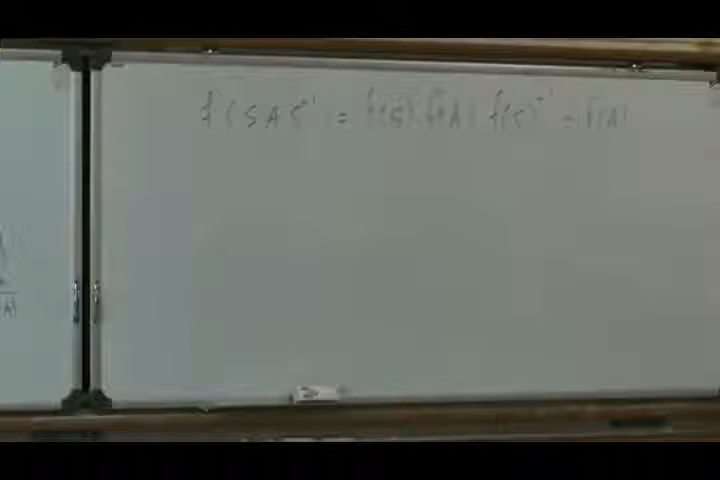 f(SAS⁻¹) = f(S) f(A) f(S)⁻¹ = f(A)